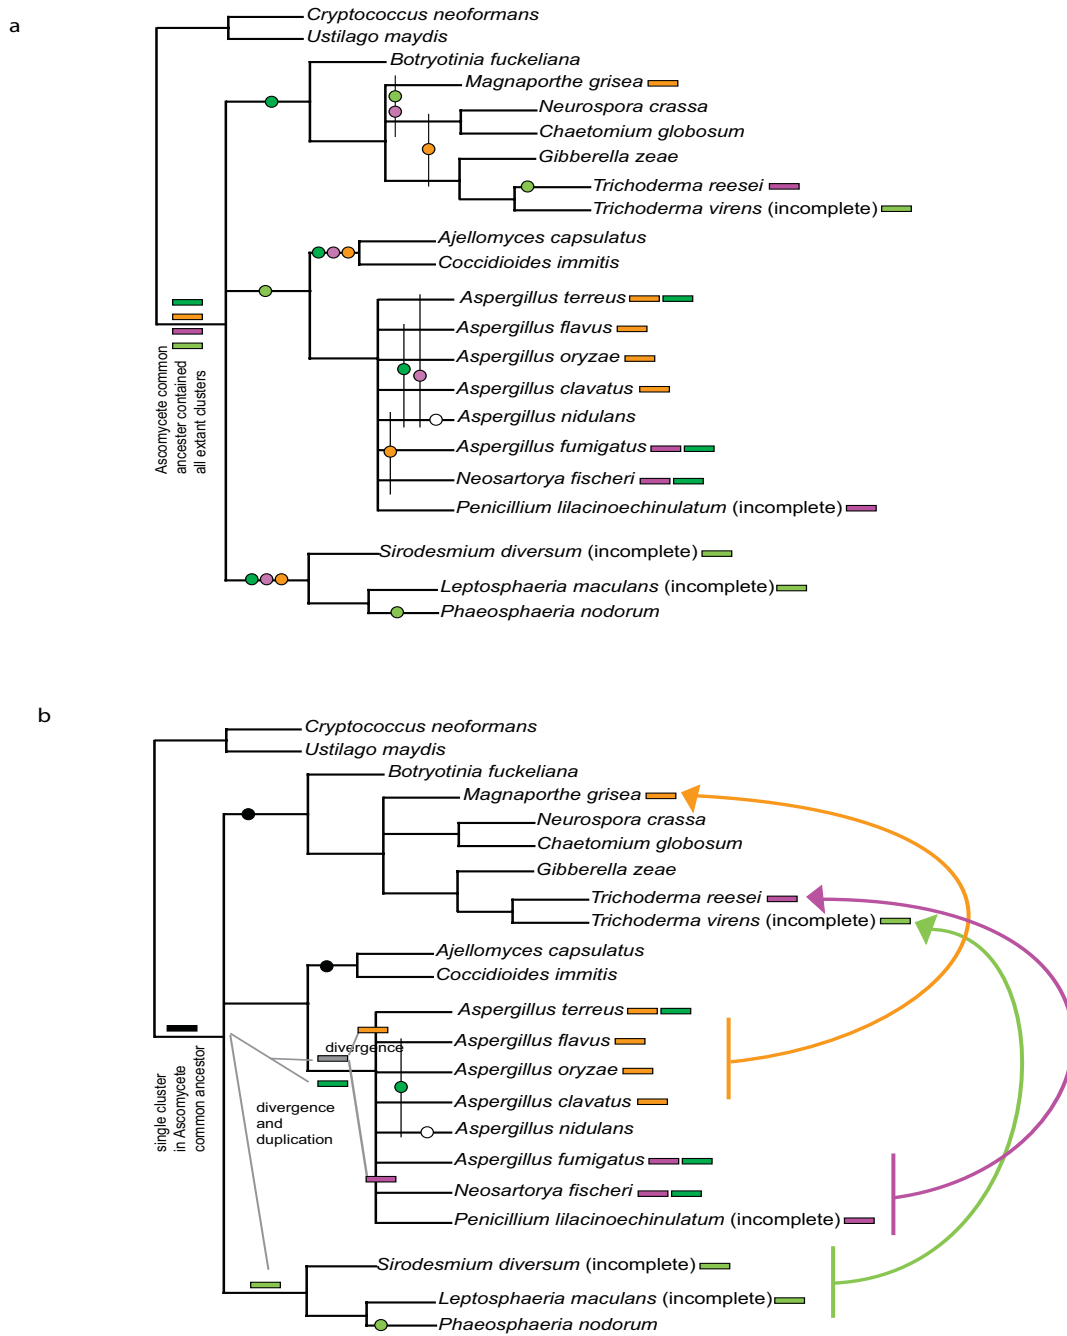 a
Cryptococcus neoformans
Ustilago maydis
Botryotinia fuckeliana
Magnaporthe grisea
Neurospora crassa
Chaetomium globosum
Gibberella zeae
Trichoderma reesei
Trichoderma virens (incomplete)
Ajellomyces capsulatus
Coccidioides immitis
Aspergillus terreus
Aspergillus flavus
Aspergillus oryzae
Aspergillus clavatus
Aspergillus nidulans
Aspergillus fumigatus
Neosartorya fischeri
Penicillium lilacinoechinulatum (incomplete)
Ascomycete common
ancester contained
all extant clusters
Sirodesmium diversum (incomplete)
Leptosphaeria maculans (incomplete)
Phaeosphaeria nodorum
b
Cryptococcus neoformans
Ustilago maydis
Botryotinia fuckeliana
Magnaporthe grisea
Neurospora crassa
Chaetomium globosum
Gibberella zeae
Trichoderma reesei
Trichoderma virens (incomplete)
Ajellomyces capsulatus
Coccidioides immitis
Aspergillus terreus
Aspergillus flavus
divergence
Aspergillus oryzae
Aspergillus clavatus
divergence
and
duplication
Aspergillus nidulans
Aspergillus fumigatus
Neosartorya fischeri
Penicillium lilacinoechinulatum (incomplete)
single cluster
in Ascomycete
common ancestor
Sirodesmium diversum (incomplete)
Leptosphaeria maculans (incomplete)
Phaeosphaeria nodorum